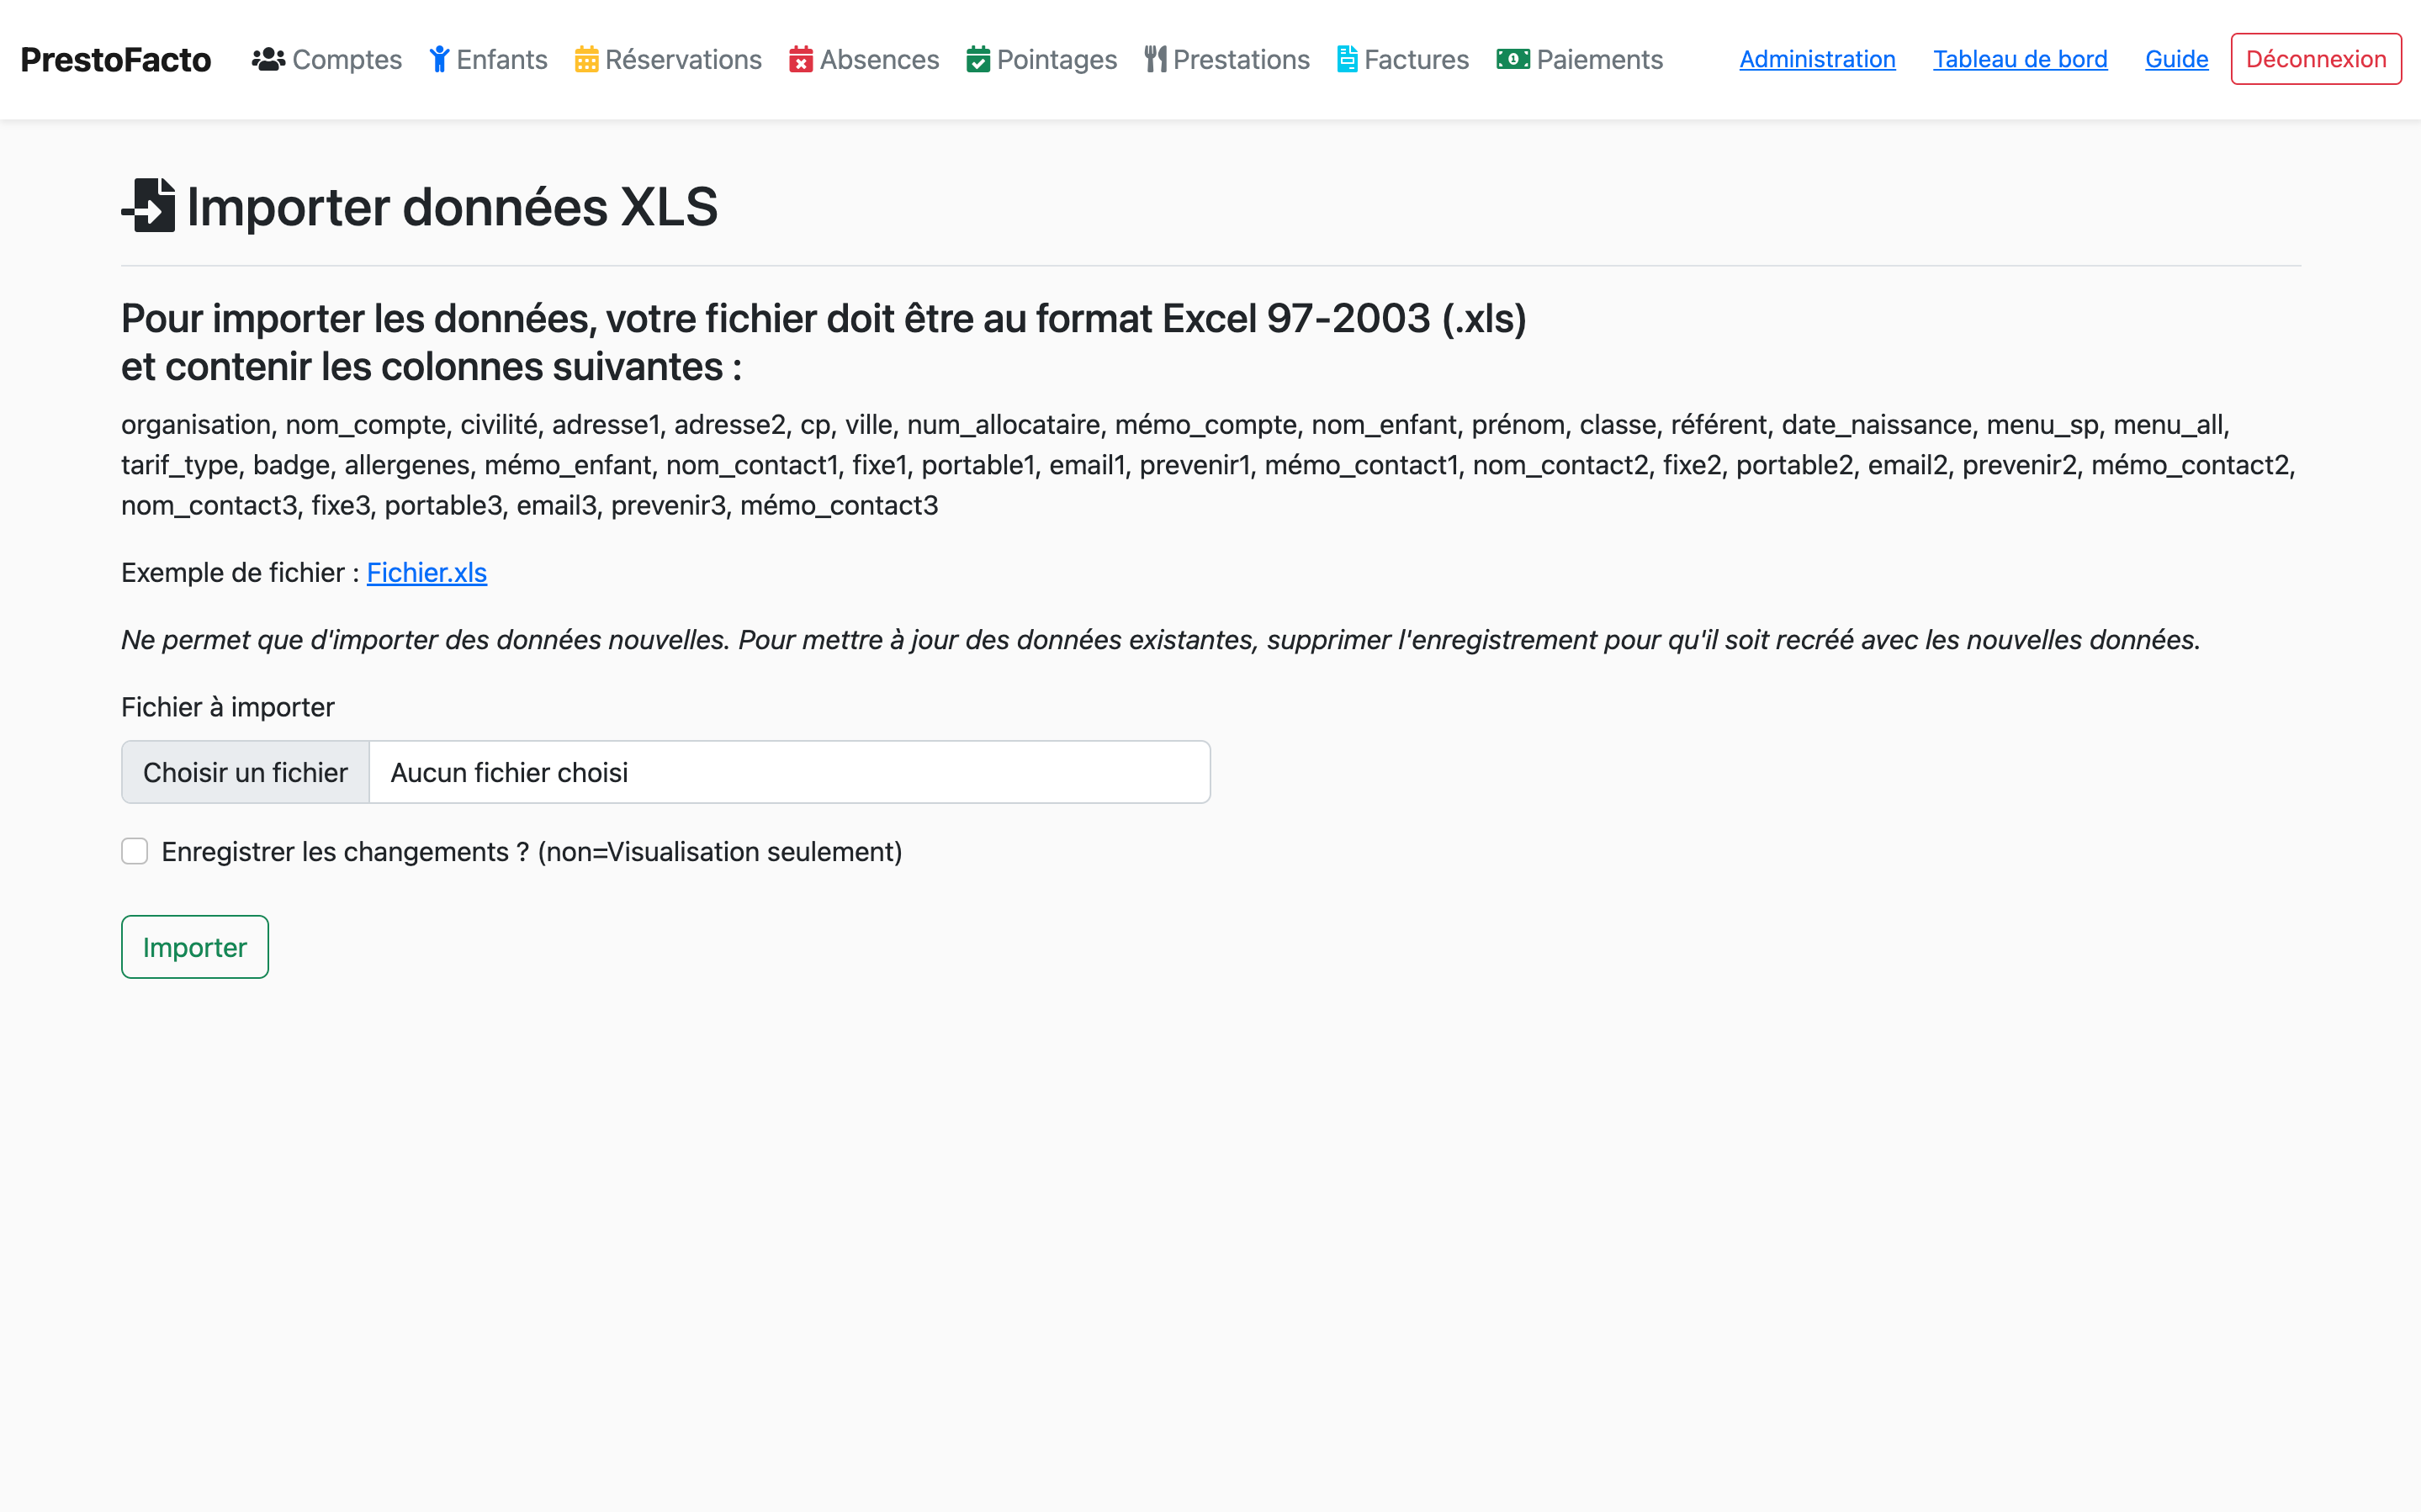 PrestoFacto Comptes Enfants Réservations Absences Pointages Prestations Factures Paiements Administration Tableau de bord Guide Déconnexion
Importer données XLS
Pour importer les données, votre fichier doit être au format Excel 97-2003 (.xls)
et contenir les colonnes suivantes :
organisation, nom_compte, civilité, adresse1, adresse2, cp, ville, num_allocataire, mémo_compte, nom_enfant, prénom, classe, référent, date_naissance, menu_sp, menu_all,
tarif_type, badge, allergenes, mémo_enfant, nom_contact1, fixe1, portable1, email1, prevenir1, mémo_contact1, nom_contact2, fixe2, portable2, email2, prevenir2, mémo_contact2,
nom_contact3, fixe3, portable3, email3, prevenir3, mémo_contact3
Exemple de fichier : Fichier.xls
Ne permet que d'importer des données nouvelles. Pour mettre à jour des données existantes, supprimer l'enregistrement pour qu'il soit recréé avec les nouvelles données.
Fichier à importer
Choisir un fichier Aucun fichier choisi
Enregistrer les changements ? (non=Visualisation seulement)
Importer